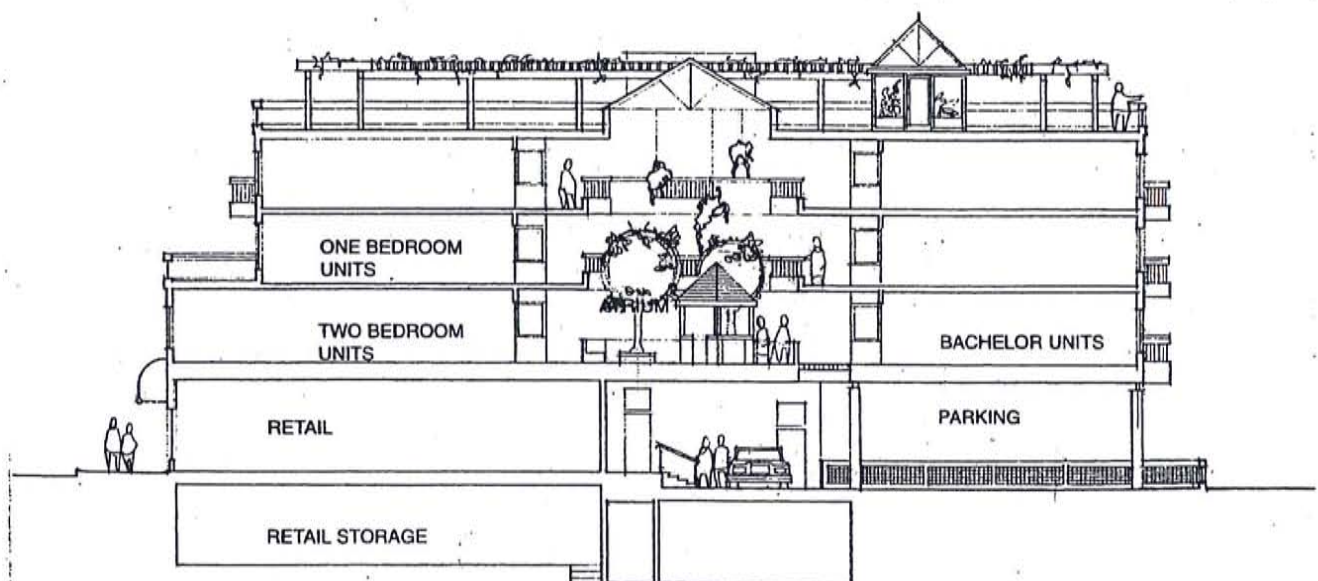 ONE BEDROOM
UNITS
ATRIUM
TWO BEDROOM
UNITS
BACHELOR UNITS
RETAIL
PARKING
RETAIL STORAGE